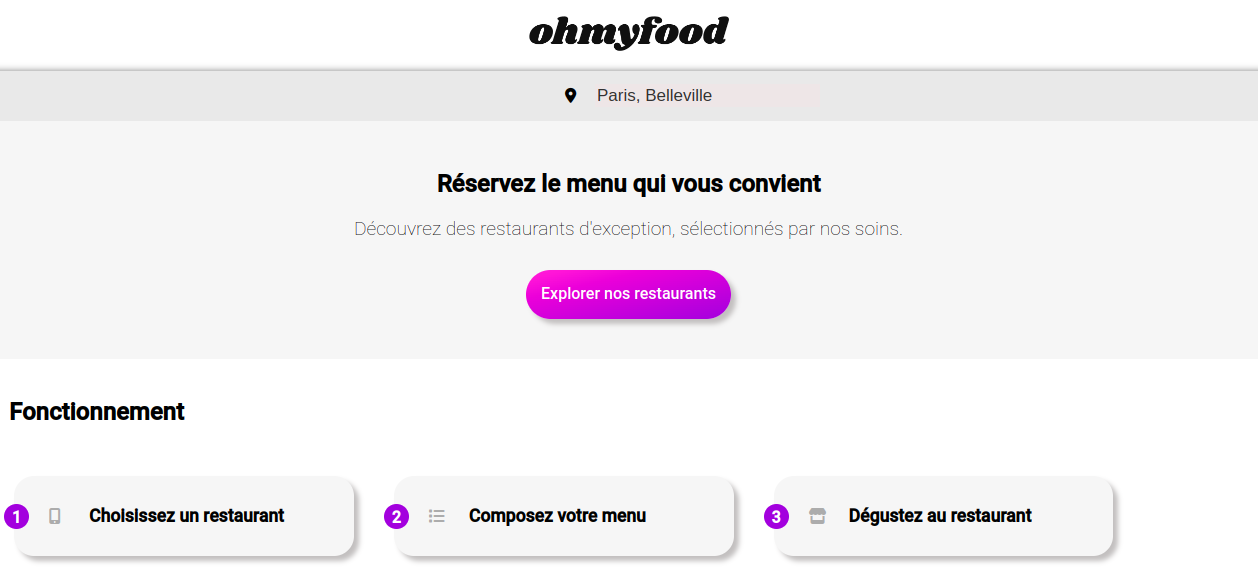 ohmyfood
Paris, Belleville
Réservez le menu qui vous convient
Découvrez des restaurants d'exception, sélectionnés par nos soins.
Explorer nos restaurants
Fonctionnement
1 Choisissez un restaurant
2 Composez votre menu
3 Dégustez au restaurant